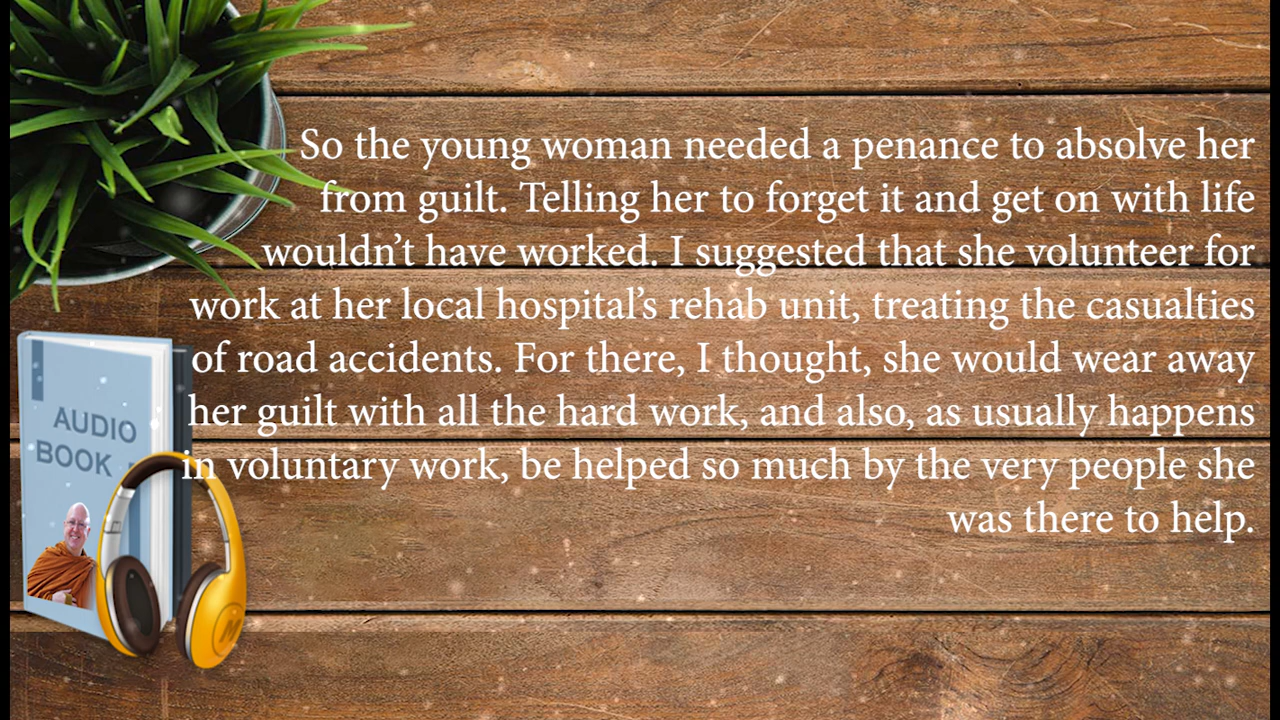 So the young woman needed a penance to absolve her
from guilt. Telling her to forget it and get on with life
wouldn’t have worked. I suggested that she volunteer for
work at her local hospital’s rehab unit, treating the casualties
of road accidents. For there, I thought, she would wear away
her guilt with all the hard work, and also, as usually happens
in voluntary work, be helped so much by the very people she
was there to help.
AUDIO
BOOK
M